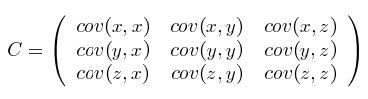 cov(x, x) cov(x, y) cov(x, z)
C = ( cov(y, x) cov(y, y) cov(y, z) )
cov(z, x) cov(z, y) cov(z, z)